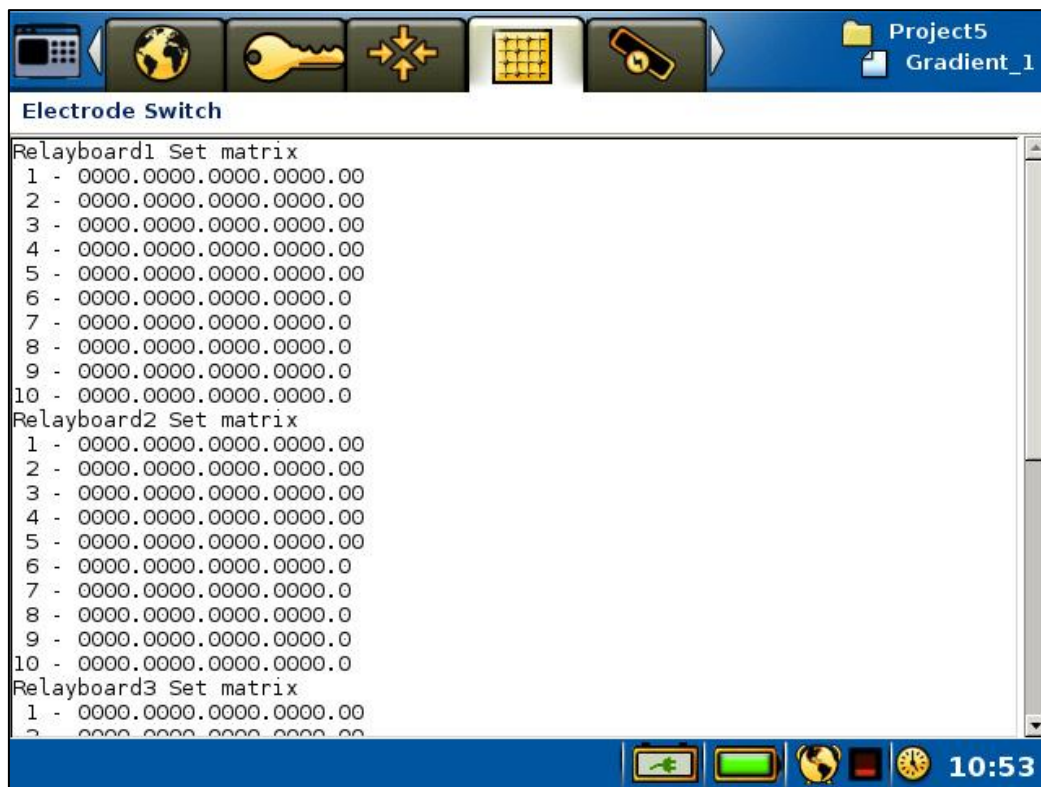 Project5
Gradient_1
Electrode Switch
Relayboard1 Set matrix
1 - 0000.0000.0000.0000.00
2 - 0000.0000.0000.0000.00
3 - 0000.0000.0000.0000.00
4 - 0000.0000.0000.0000.00
5 - 0000.0000.0000.0000.00
6 - 0000.0000.0000.0000.0
7 - 0000.0000.0000.0000.0
8 - 0000.0000.0000.0000.0
9 - 0000.0000.0000.0000.0
10 - 0000.0000.0000.0000.0
Relayboard2 Set matrix
1 - 0000.0000.0000.0000.00
2 - 0000.0000.0000.0000.00
3 - 0000.0000.0000.0000.00
4 - 0000.0000.0000.0000.00
5 - 0000.0000.0000.0000.00
6 - 0000.0000.0000.0000.0
7 - 0000.0000.0000.0000.0
8 - 0000.0000.0000.0000.0
9 - 0000.0000.0000.0000.0
10 - 0000.0000.0000.0000.0
Relayboard3 Set matrix
1 - 0000.0000.0000.0000.00
10:53